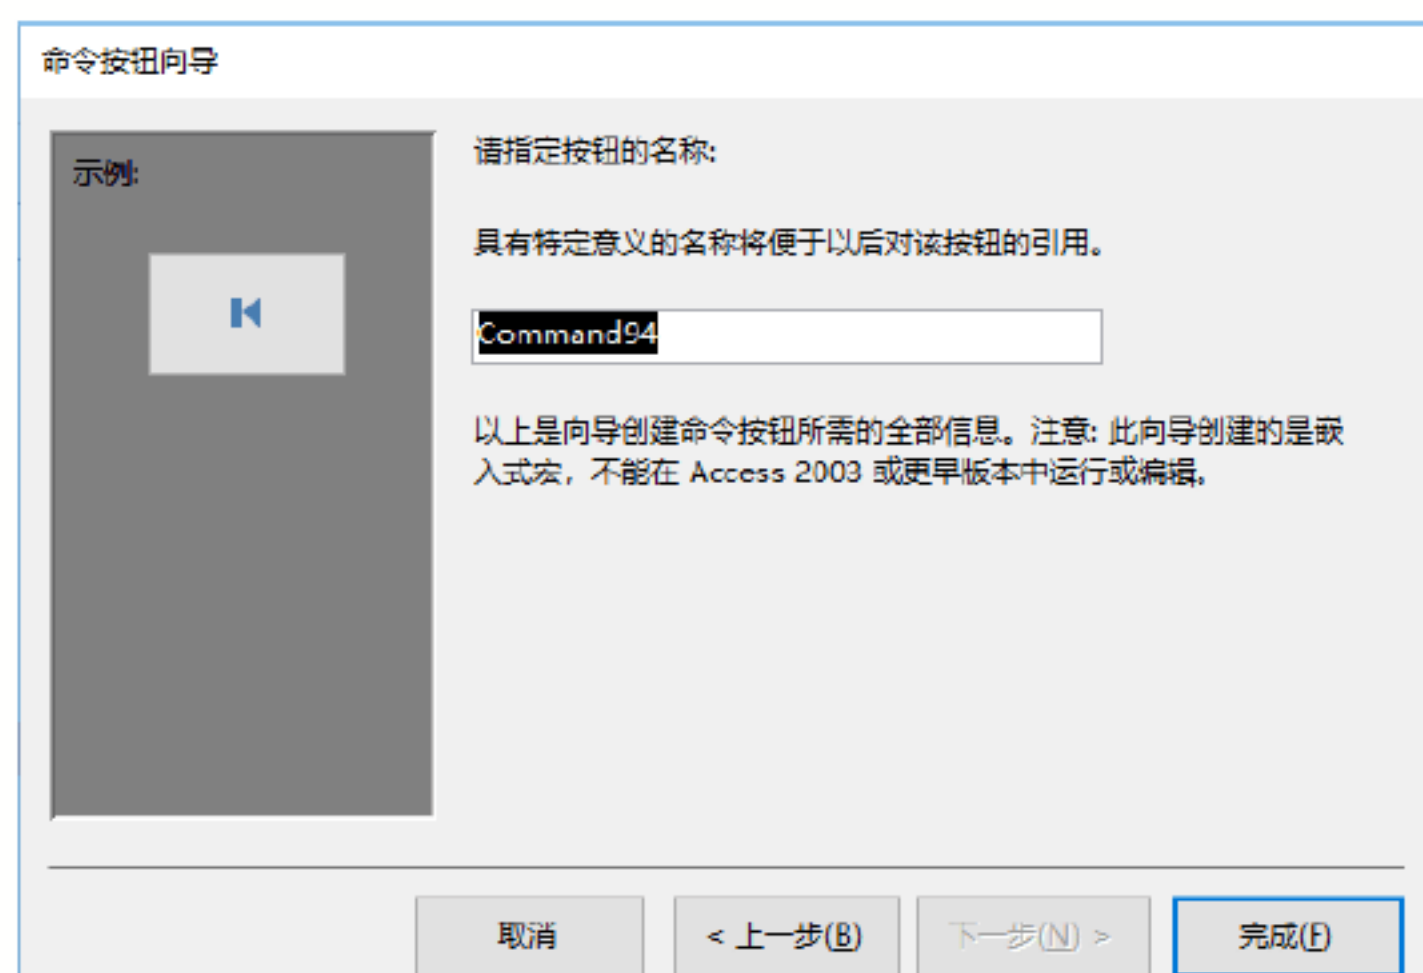 命令按钮向导
示例:
请指定按钮的名称:
具有特定意义的名称将便于以后对该按钮的引用。
Command94
以上是向导创建命令按钮所需的全部信息。注意: 此向导创建的是嵌
入式宏，不能在 Access 2003 或更早版本中运行或编辑。
取消 < 上一步(B) 下一步(N) > 完成(F)